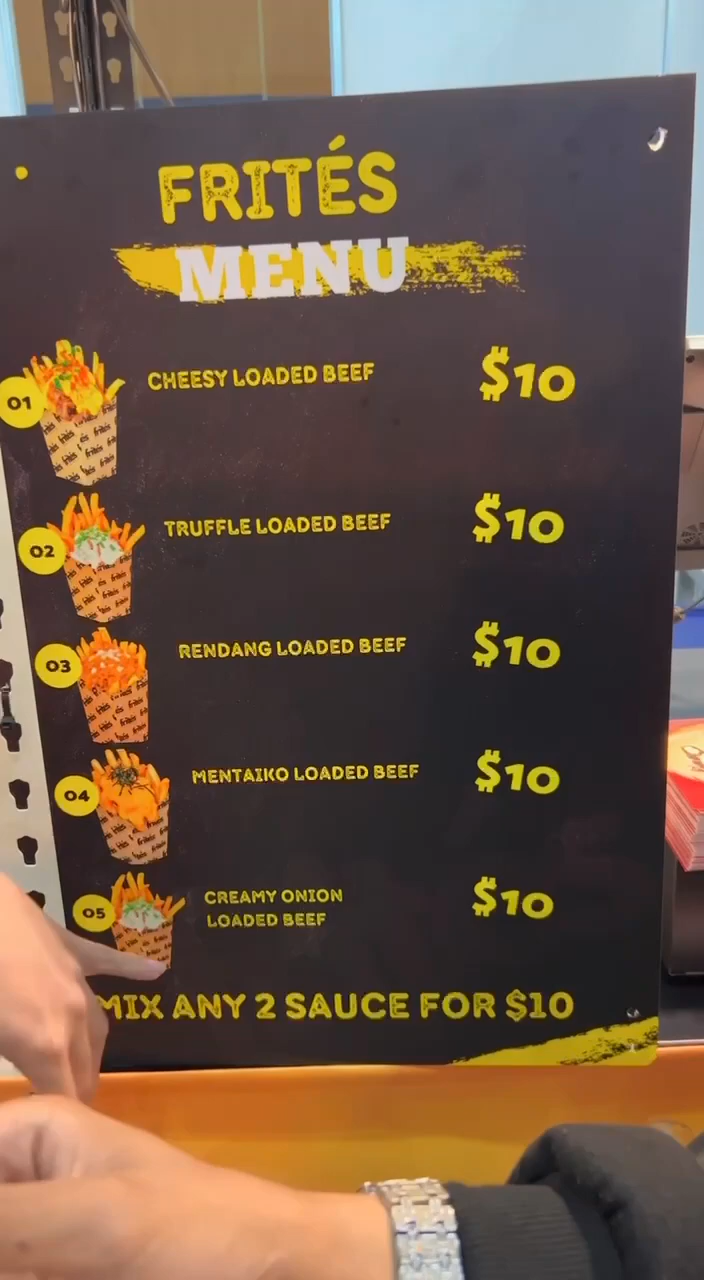 FRITÉS
MENU
01
CHEESY LOADED BEEF
$10
02
TRUFFLE LOADED BEEF
$10
03
RENDANG LOADED BEEF
$10
04
MENTAIKO LOADED BEEF
$10
05
CREAMY ONION
LOADED BEEF
$10
MIX ANY 2 SAUCE FOR $10